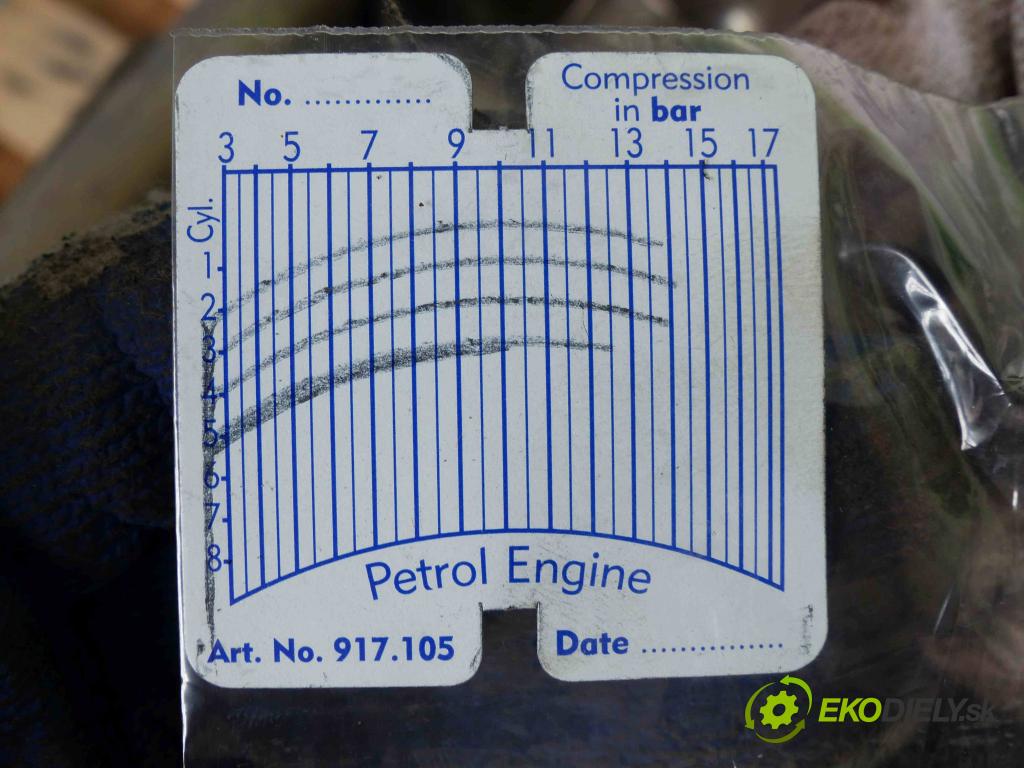 No. .............
Compression
in bar
3 5 7 9 11 13 15 17
Cyl.
1
2
3
4
5
6
7
8
Petrol Engine
Art. No. 917.105
Date ...............
EKODIELY.sk